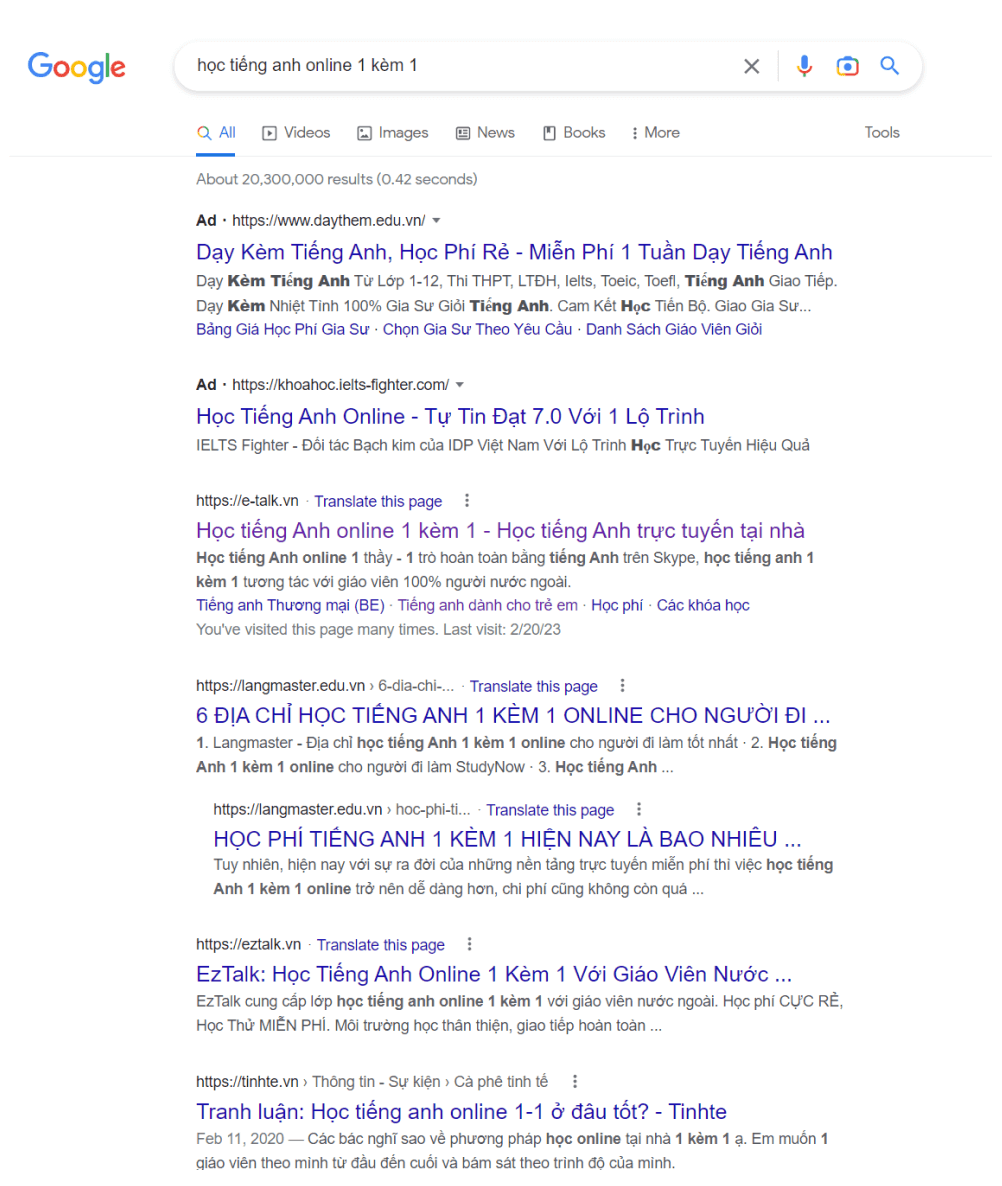 Google
học tiếng anh online 1 kèm 1
All Videos Images News Books More Tools
About 20,300,000 results (0.42 seconds)
Ad · https://www.daythem.edu.vn/
Dạy Kèm Tiếng Anh, Học Phí Rẻ - Miễn Phí 1 Tuần Dạy Tiếng Anh
Dạy Kèm Tiếng Anh Từ Lớp 1-12, Thi THPT, LTĐH, Ielts, Toeic, Toefl, Tiếng Anh Giao Tiếp.
Dạy Kèm Nhiệt Tình 100% Gia Sư Giỏi Tiếng Anh. Cam Kết Học Tiến Bộ. Giao Gia Sư...
Bảng Giá Học Phí Gia Sư · Chọn Gia Sư Theo Yêu Cầu · Danh Sách Giáo Viên Giỏi
Ad · https://khoahoc.ielts-fighter.com/
Học Tiếng Anh Online - Tự Tin Đạt 7.0 Với 1 Lộ Trình
IELTS Fighter - Đối tác Bạch kim của IDP Việt Nam Với Lộ Trình Học Trực Tuyến Hiệu Quả
https://e-talk.vn · Translate this page
Học tiếng Anh online 1 kèm 1 - Học tiếng Anh trực tuyến tại nhà
Học tiếng Anh online 1 thầy - 1 trò hoàn toàn bằng tiếng Anh trên Skype, học tiếng anh 1
kèm 1 tương tác với giáo viên 100% người nước ngoài.
Tiếng anh Thương mại (BE) · Tiếng anh dành cho trẻ em · Học phí · Các khóa học
You've visited this page many times. Last visit: 2/20/23
https://langmaster.edu.vn › 6-dia-chi-... · Translate this page
6 ĐỊA CHỈ HỌC TIẾNG ANH 1 KÈM 1 ONLINE CHO NGƯỜI ĐI ...
1. Langmaster - Địa chỉ học tiếng Anh 1 kèm 1 online cho người đi làm tốt nhất · 2. Học tiếng
Anh 1 kèm 1 online cho người đi làm StudyNow · 3. Học tiếng Anh ...
https://langmaster.edu.vn › hoc-phi-ti... · Translate this page
HỌC PHÍ TIẾNG ANH 1 KÈM 1 HIỆN NAY LÀ BAO NHIÊU ...
Tuy nhiên, hiện nay với sự ra đời của những nền tảng trực tuyến miễn phí thì việc học tiếng
Anh 1 kèm 1 online trở nên dễ dàng hơn, chi phí cũng không còn quá ...
https://eztalk.vn · Translate this page
EzTalk: Học Tiếng Anh Online 1 Kèm 1 Với Giáo Viên Nước ...
EzTalk cung cấp lớp học tiếng anh online 1 kèm 1 với giáo viên nước ngoài. Học phí CỰC RẺ,
Học Thử MIỄN PHÍ. Môi trường học thân thiện, giao tiếp hoàn toàn ...
https://tinhte.vn › Thông tin - Sự kiện › Cà phê tinh tế
Tranh luận: Học tiếng anh online 1-1 ở đâu tốt? - Tinhte
Feb 11, 2020 — Các bác nghĩ sao về phương pháp học online tại nhà 1 kèm 1 ạ. Em muốn 1
giáo viên theo mình từ đầu đến cuối và bám sát theo trình độ của mình.